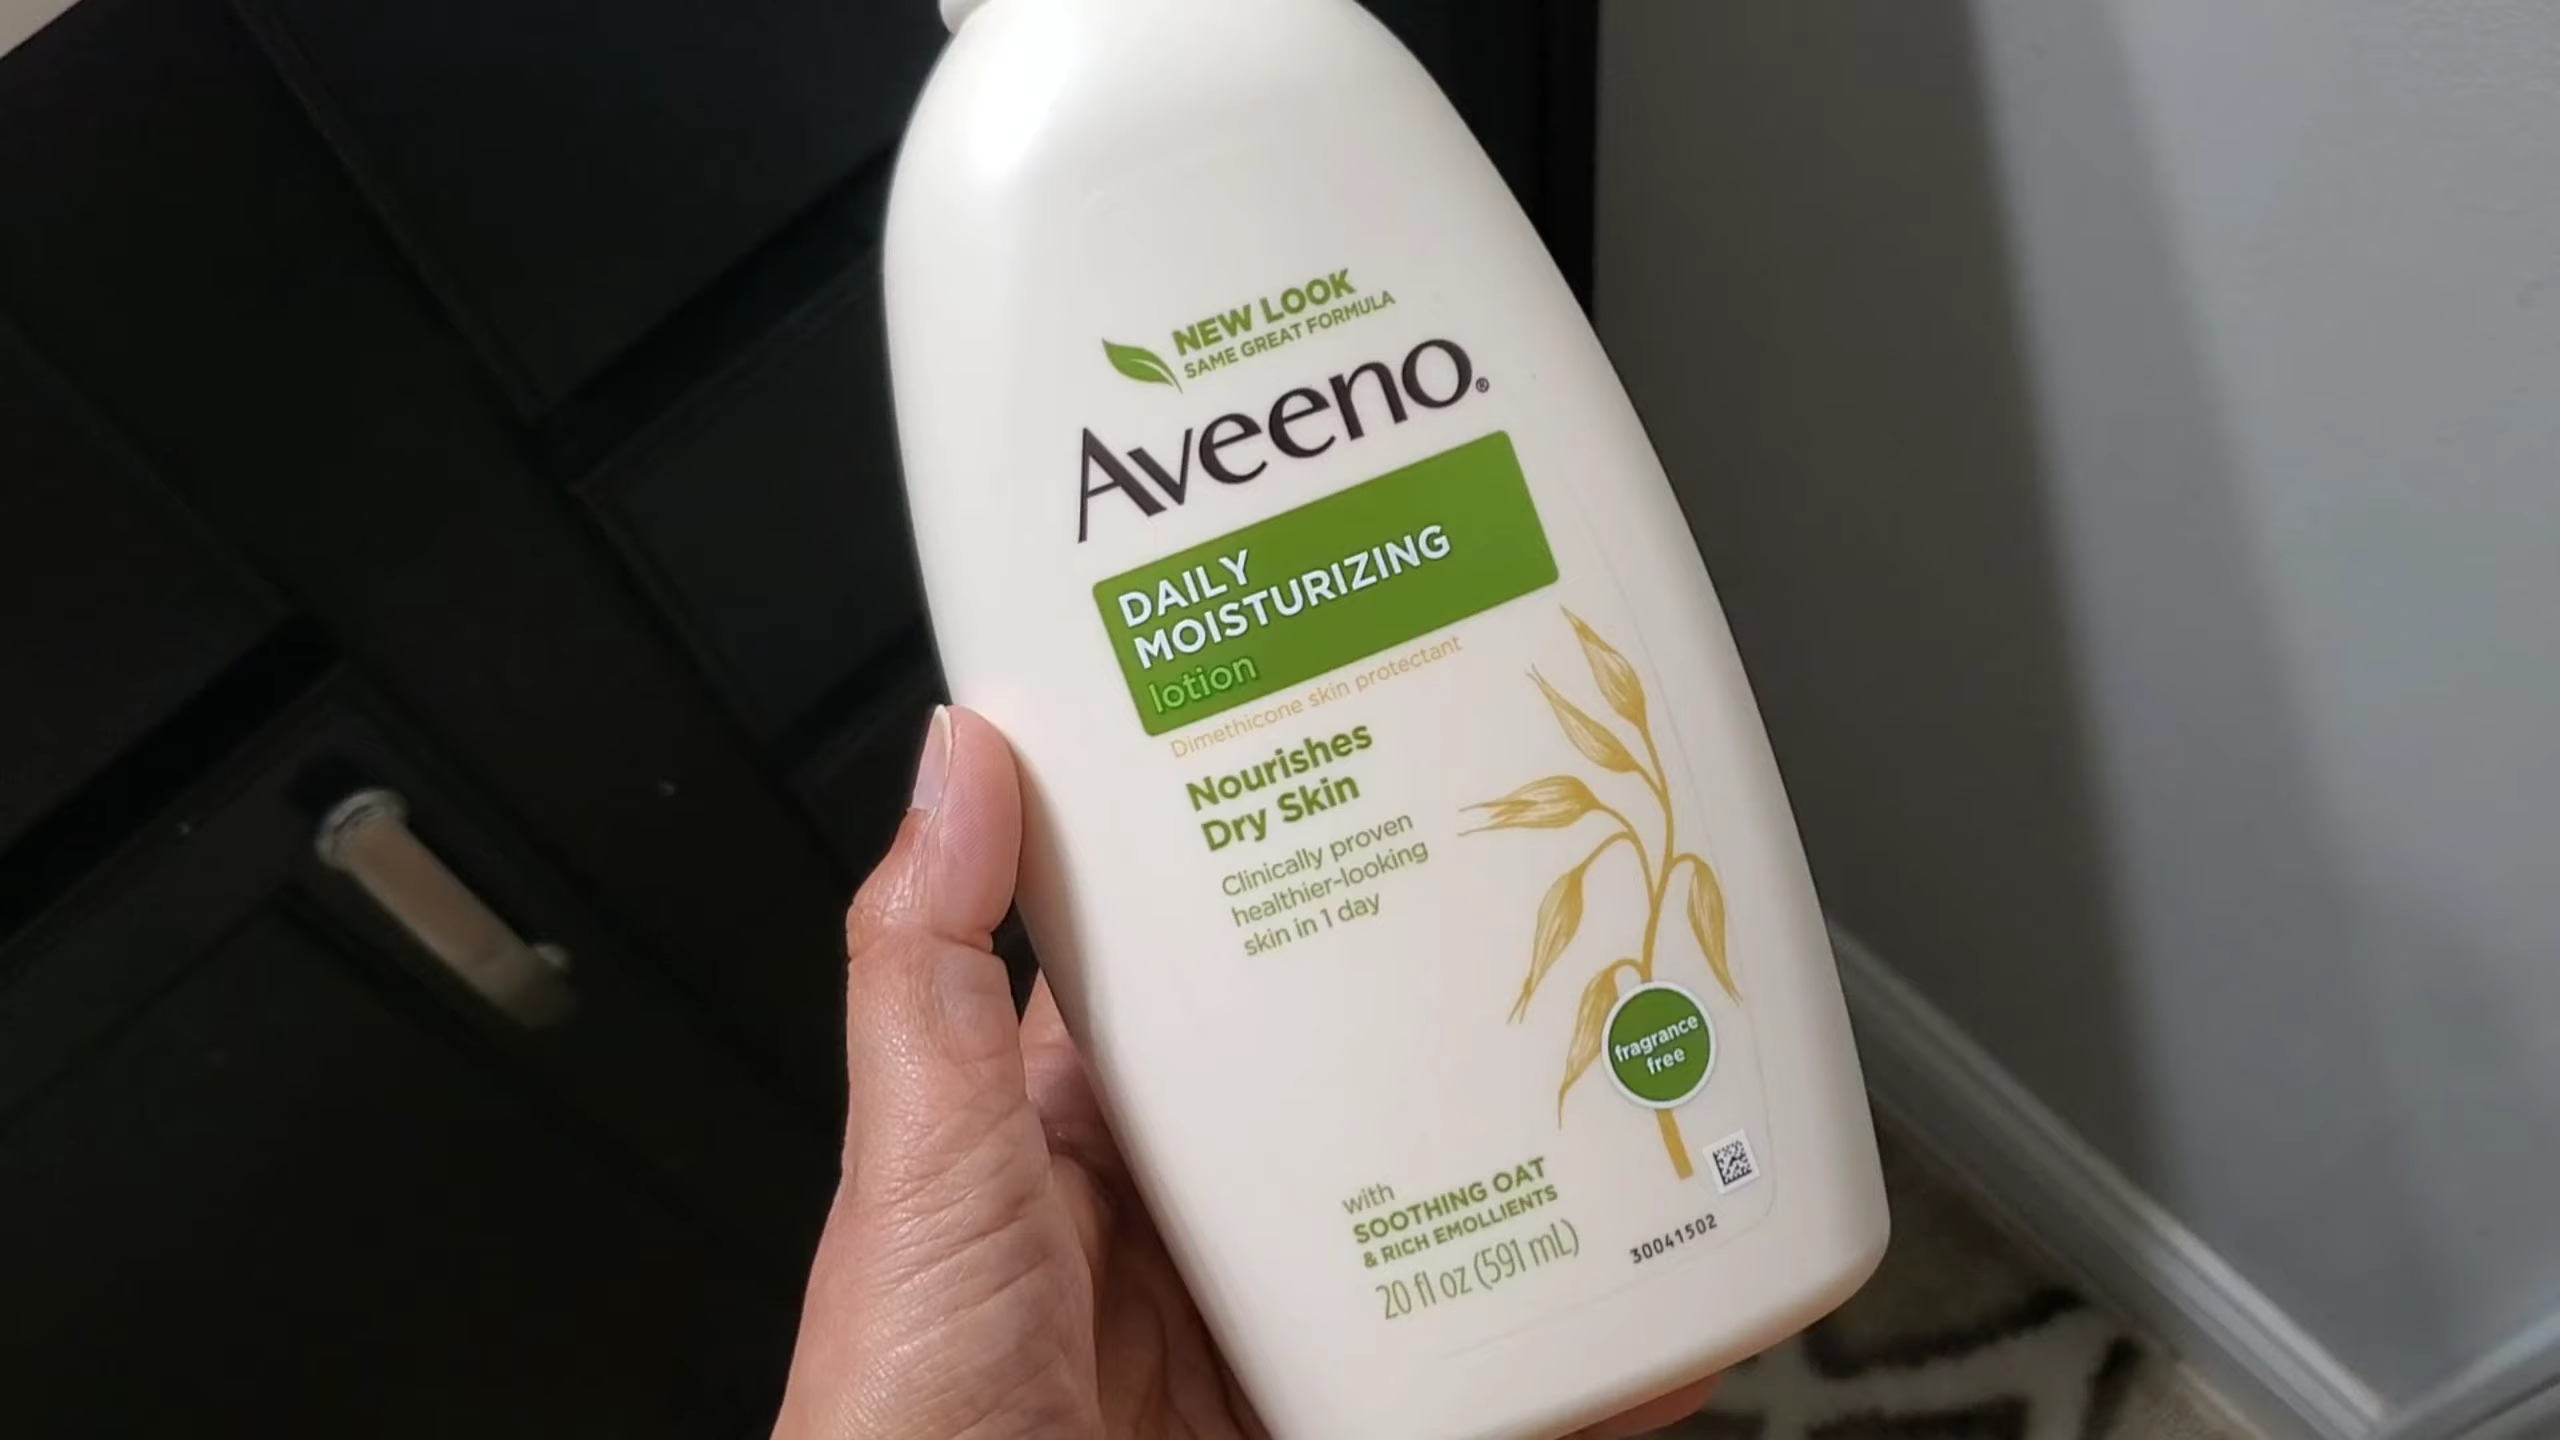 NEW LOOK
SAME GREAT FORMULA
Aveeno®
DAILY
MOISTURIZING
lotion
Dimethicone skin protectant
Nourishes
Dry Skin
Clinically proven
healthier-looking
skin in 1 day
fragrance
free
with
SOOTHING OAT
& RICH EMOLLIENTS
20 fl oz (591 mL)
30041502